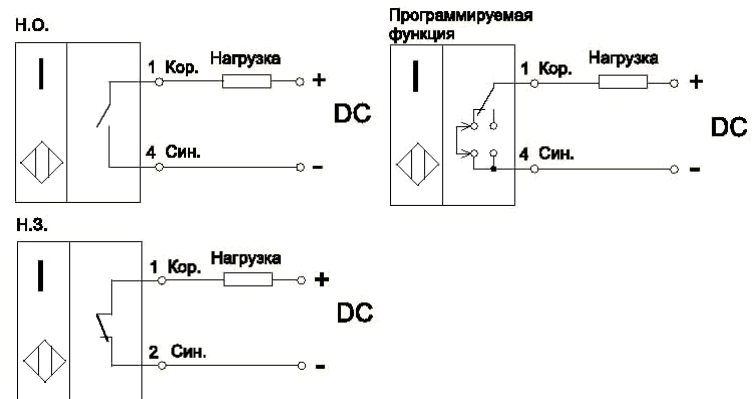 Н.О.
1 Кор. Нагрузка +
DC
4 Син. -
Программируемая
функция
1 Кор. Нагрузка +
DC
4 Син. -
Н.З.
1 Кор. Нагрузка +
DC
2 Син. -